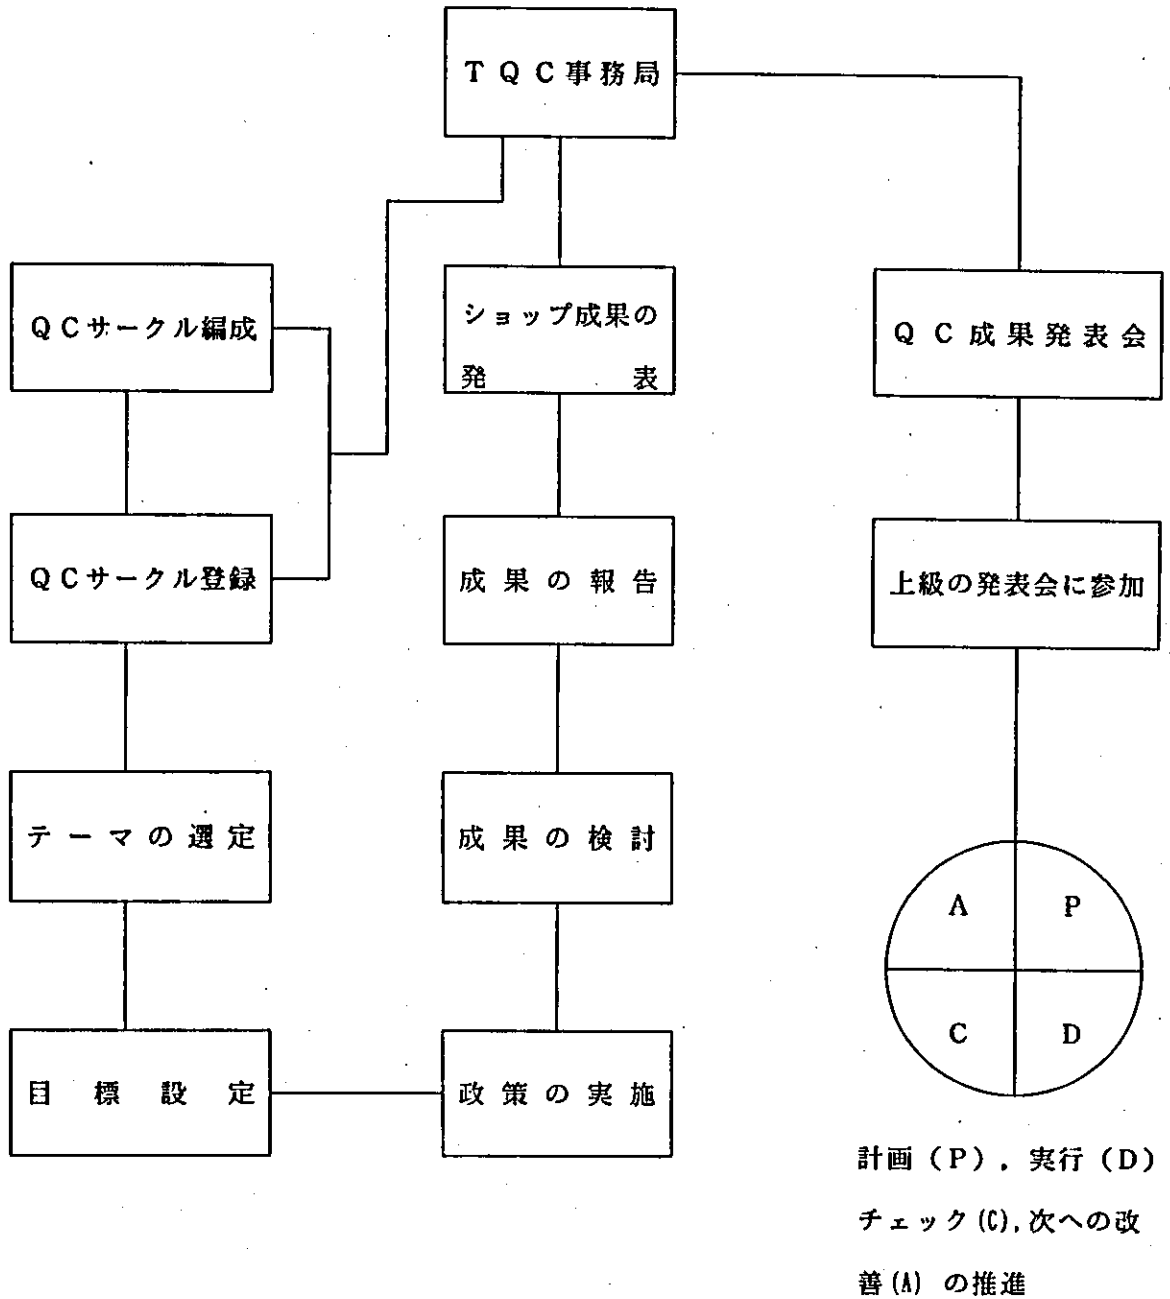 TQC事務局
QCサークル編成
ショップ成果の
発表
QC成果発表会
QCサークル登録
成果の報告
上級の発表会に参加
テーマの選定
成果の検討
A
P
C
D
目標設定
政策の実施
計画(P),実行(D)
チェック(C),次への改
善(A)の推進